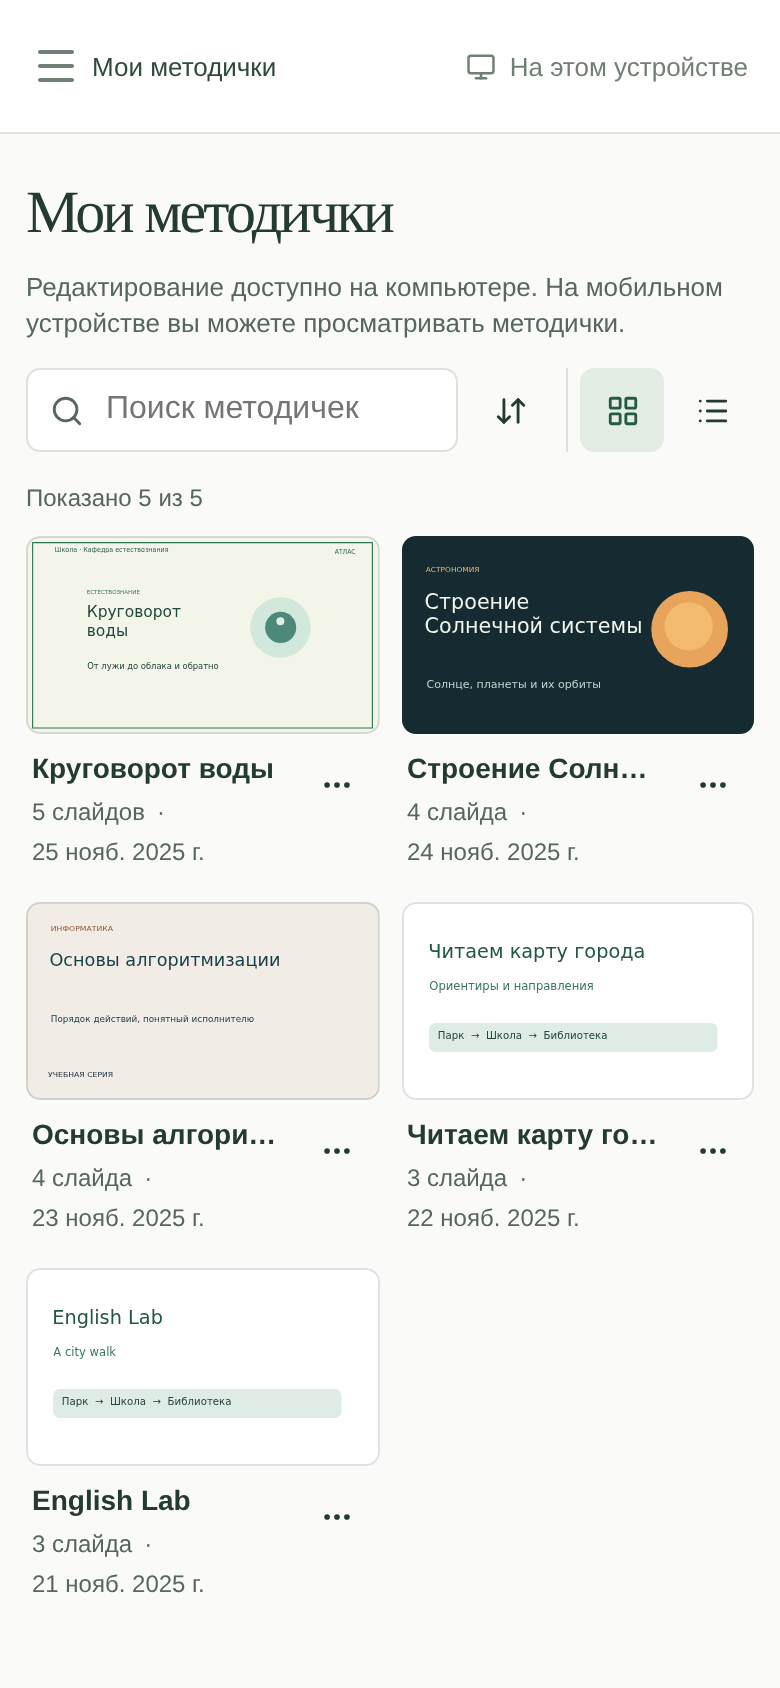 Мои методички
На этом устройстве
Мои методички
Редактирование доступно на компьютере. На мобильном
устройстве вы можете просматривать методички.
Поиск методичек
Показано 5 из 5
Школа · Кафедра естествознания
АТЛАС
ЕСТЕСТВОЗНАНИЕ
Круговорот
воды
От лужи до облака и обратно
Круговорот воды
5 слайдов ·
25 нояб. 2025 г.
АСТРОНОМИЯ
Строение
Солнечной системы
Солнце, планеты и их орбиты
Строение Солн...
4 слайда ·
24 нояб. 2025 г.
ИНФОРМАТИКА
Основы алгоритмизации
Порядок действий, понятный исполнителю
УЧЕБНАЯ СЕРИЯ
Основы алгори...
4 слайда ·
23 нояб. 2025 г.
Читаем карту города
Ориентиры и направления
Парк → Школа → Библиотека
Читаем карту го...
3 слайда ·
22 нояб. 2025 г.
English Lab
A city walk
Парк → Школа → Библиотека
English Lab
3 слайда ·
21 нояб. 2025 г.